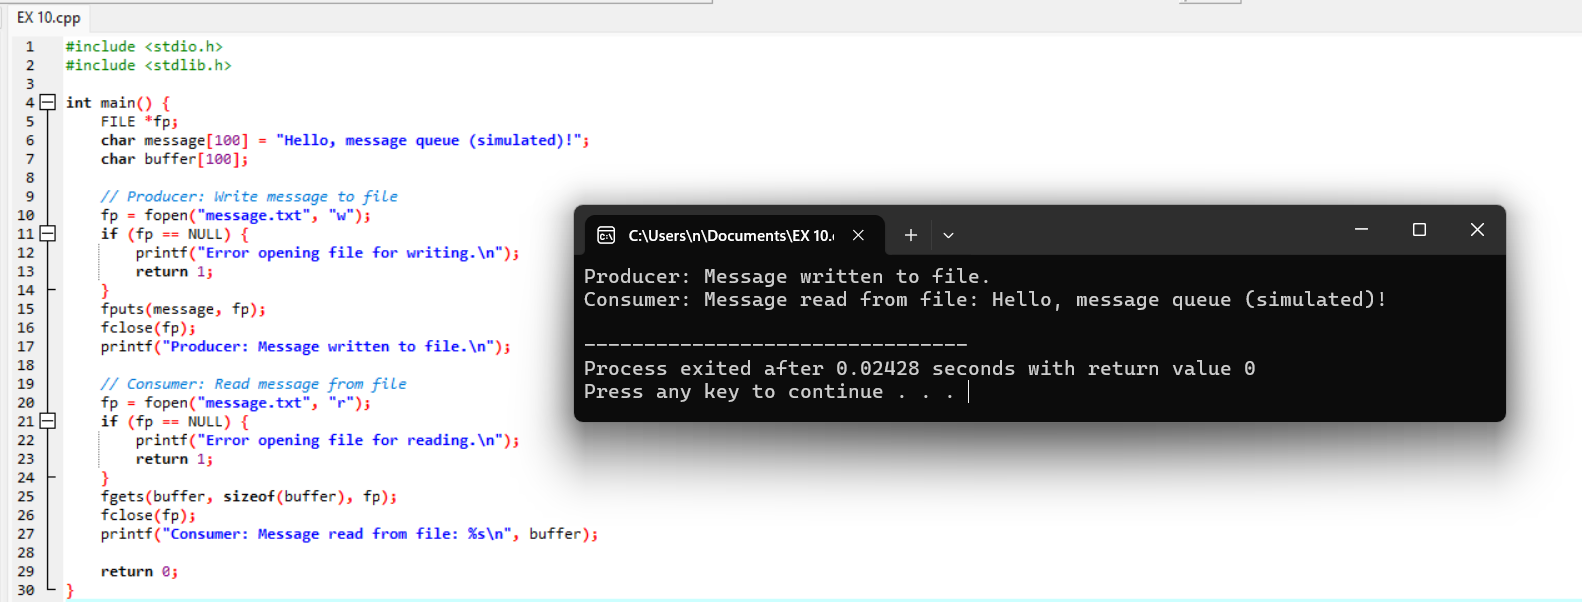 EX 10.cpp
1 #include <stdio.h>
2 #include <stdlib.h>
3
4 int main() {
5 FILE *fp;
6 char message[100] = "Hello, message queue (simulated)!";
7 char buffer[100];
8
9 // Producer: Write message to file
10 fp = fopen("message.txt", "w");
11 if (fp == NULL) {
12 printf("Error opening file for writing.\n");
13 return 1;
14 }
15 fputs(message, fp);
16 fclose(fp);
17 printf("Producer: Message written to file.\n");
18
19 // Consumer: Read message from file
20 fp = fopen("message.txt", "r");
21 if (fp == NULL) {
22 printf("Error opening file for reading.\n");
23 return 1;
24 }
25 fgets(buffer, sizeof(buffer), fp);
26 fclose(fp);
27 printf("Consumer: Message read from file: %s\n", buffer);
28
29 return 0;
30 }
C:\Users\n\Documents\EX 10.
Producer: Message written to file.
Consumer: Message read from file: Hello, message queue (simulated)!
--------------------------------
Process exited after 0.02428 seconds with return value 0
Press any key to continue . . .